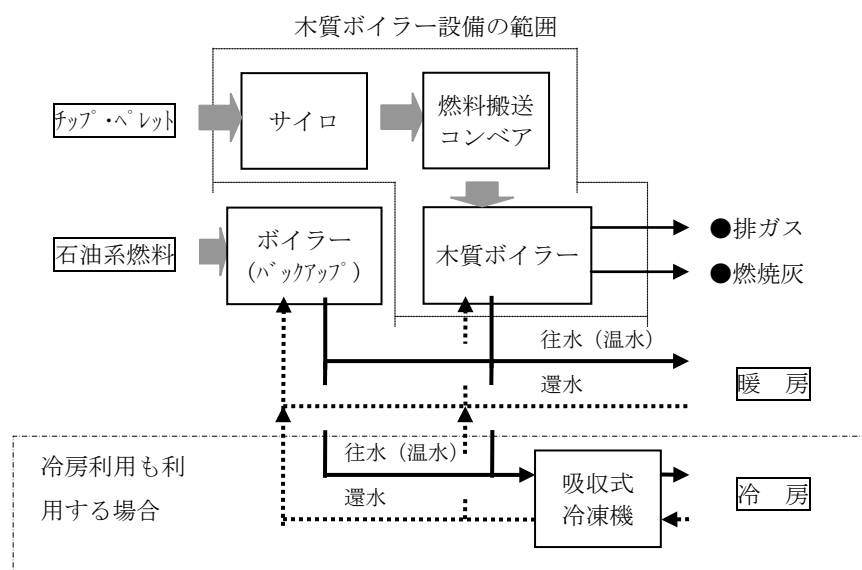 木質ボイラー設備の範囲
ﾁｯﾌﾟ・ﾍﾟﾚｯﾄ
サイロ
燃料搬送
コンベア
石油系燃料
ボイラー
(ﾊﾞｯｸｱｯﾌﾟ)
木質ボイラー
●排ガス
●燃焼灰
往水（温水）
還水
暖　房
冷房利用も利
用する場合
往水（温水）
還水
吸収式
冷凍機
冷　房